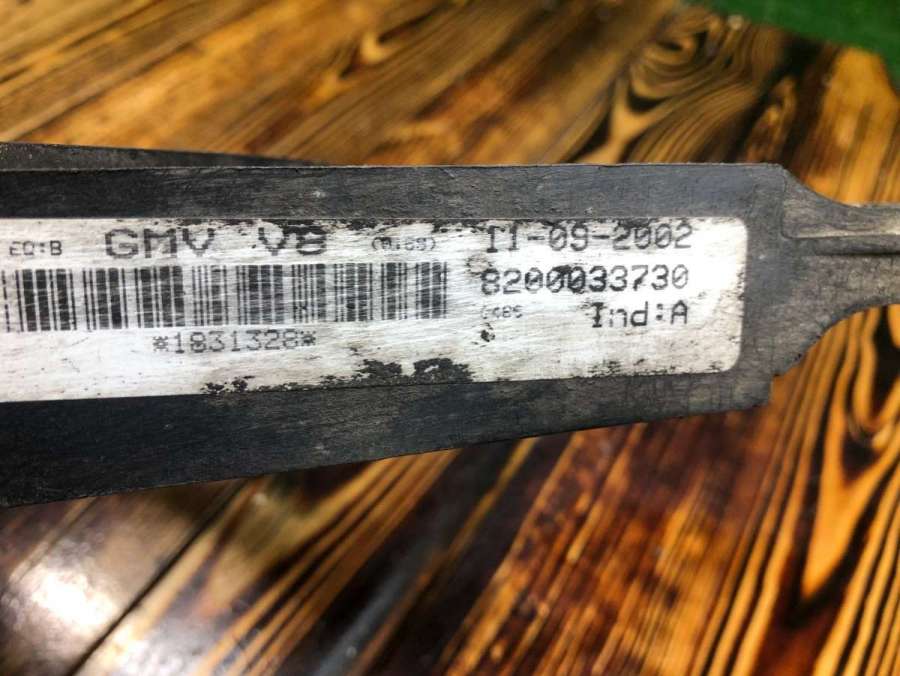 EQ:B GMV V8 11-09-2002
8200033730
Ind:A
*1831328*